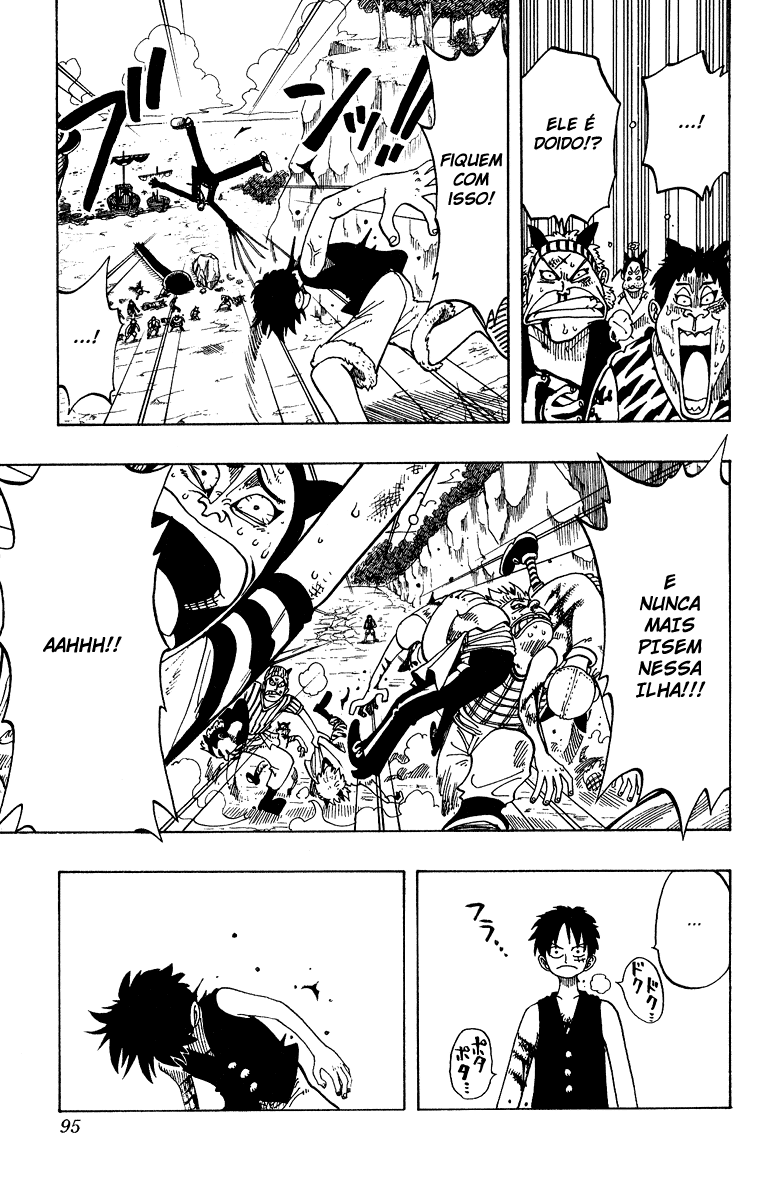 ...!
ELE É
DOIDO!?
FIQUEM
COM
ISSO!
ブンッ!!
...!
E
NUNCA
MAIS
PISEM
NESSA
ILHA!!!
AAHHH!!
...
フラ...
ドク
ドク...
ポタ
ポタ...
95